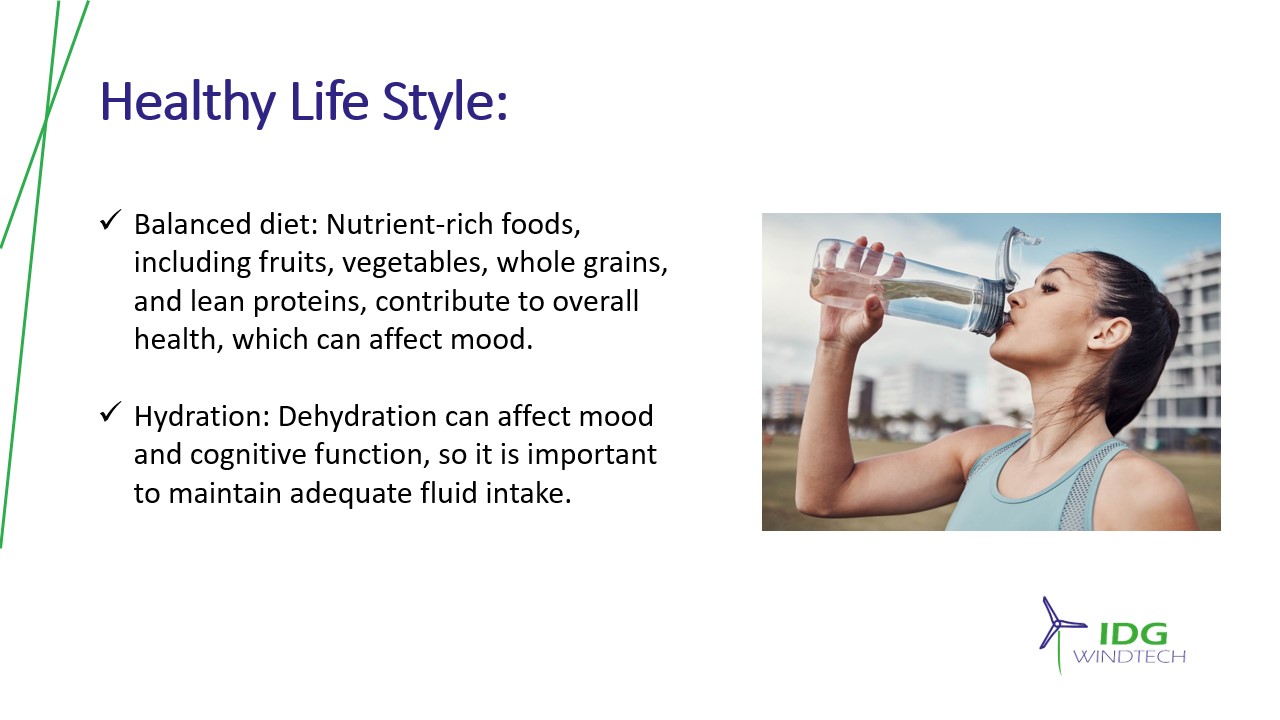 Healthy Life Style:
✓ Balanced diet: Nutrient-rich foods,
including fruits, vegetables, whole grains,
and lean proteins, contribute to overall
health, which can affect mood.
✓ Hydration: Dehydration can affect mood
and cognitive function, so it is important
to maintain adequate fluid intake.
IDG
WINDTECH